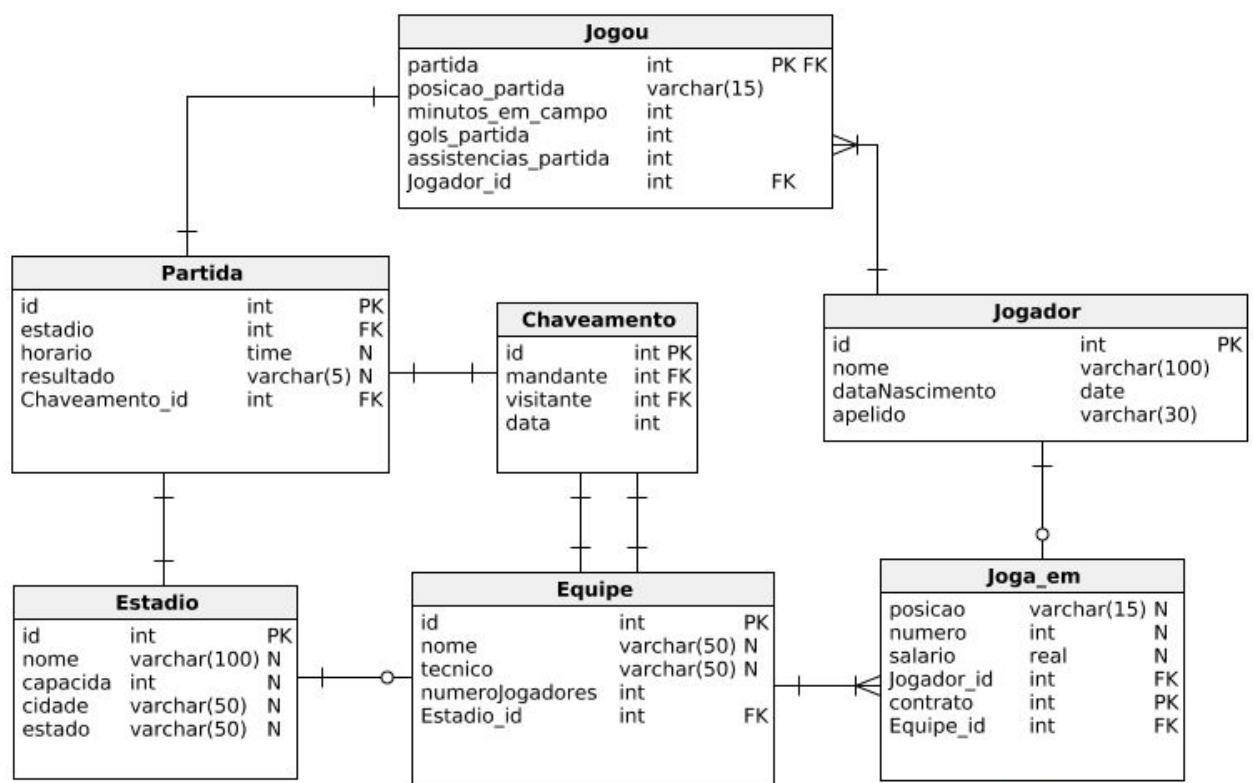 Jogou
partida int PK FK
posicao_partida varchar(15)
minutos_em_campo int
gols_partida int
assistencias_partida int
Jogador_id int FK
Partida
id int PK
estadio int FK
horario time N
resultado varchar(5) N
Chaveamento_id int FK
Chaveamento
id int PK
mandante int FK
visitante int FK
data int
Jogador
id int PK
nome varchar(100)
dataNascimento date
apelido varchar(30)
Estadio
id int PK
nome varchar(100) N
capacida int N
cidade varchar(50) N
estado varchar(50) N
Equipe
id int PK
nome varchar(50) N
tecnico varchar(50) N
numeroJogadores int
Estadio_id int FK
Joga_em
posicao varchar(15) N
numero int N
salario real N
Jogador_id int FK
contrato int PK
Equipe_id int FK